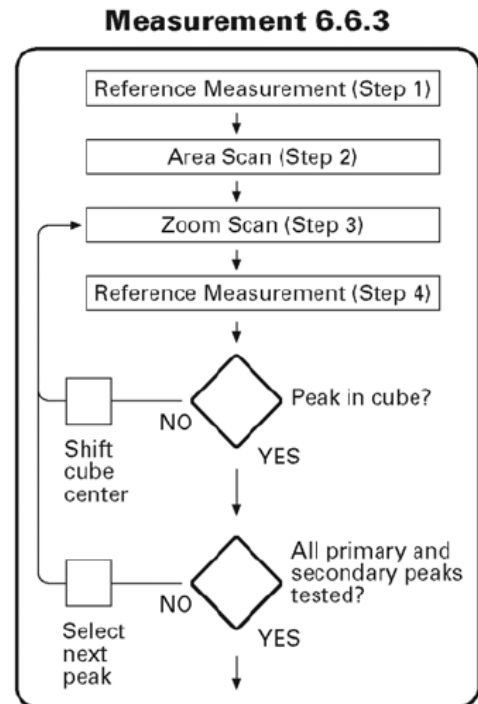 Measurement 6.6.3
Reference Measurement (Step 1)
Area Scan (Step 2)
Zoom Scan (Step 3)
Reference Measurement (Step 4)
Peak in cube?
NO
YES
Shift
cube
center
All primary and
secondary peaks
tested?
NO
YES
Select
next
peak